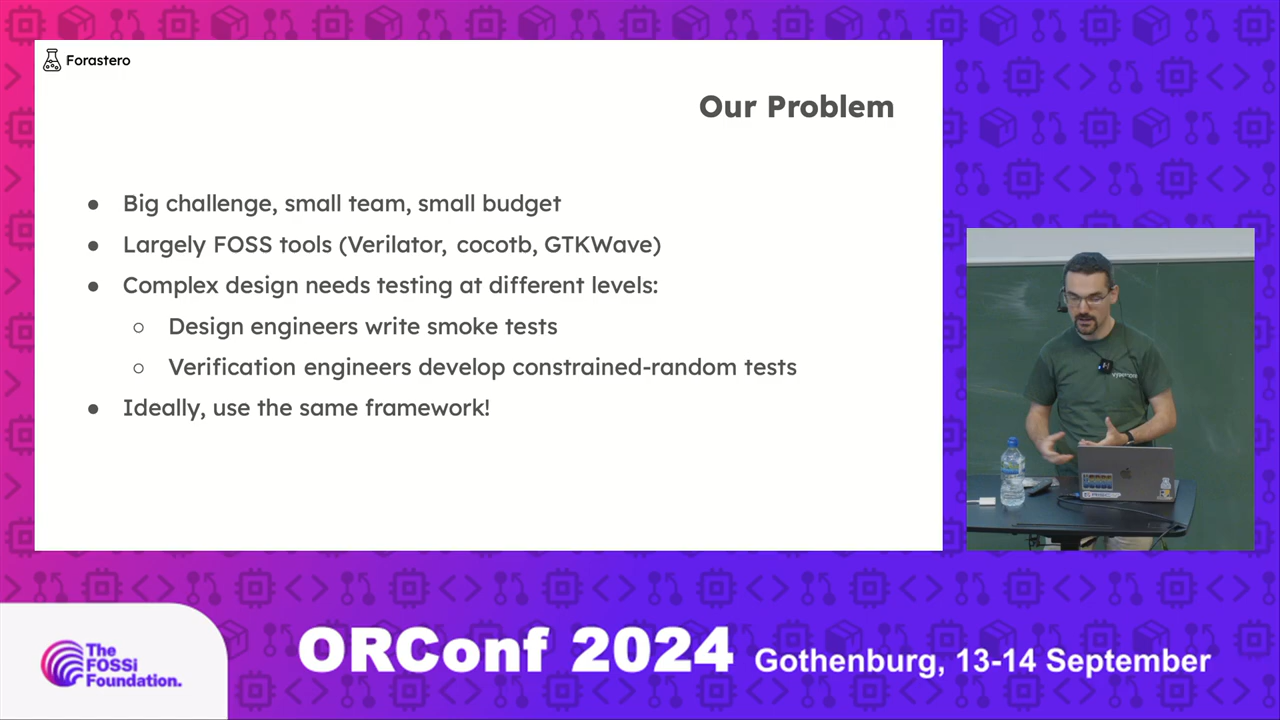 Forastero
Our Problem
● Big challenge, small team, small budget
● Largely FOSS tools (Verilator, cocotb, GTKWave)
● Complex design needs testing at different levels:
○ Design engineers write smoke tests
○ Verification engineers develop constrained-random tests
● Ideally, use the same framework!
The
FOSSi
Foundation.
ORConf 2024 Gothenburg, 13-14 September